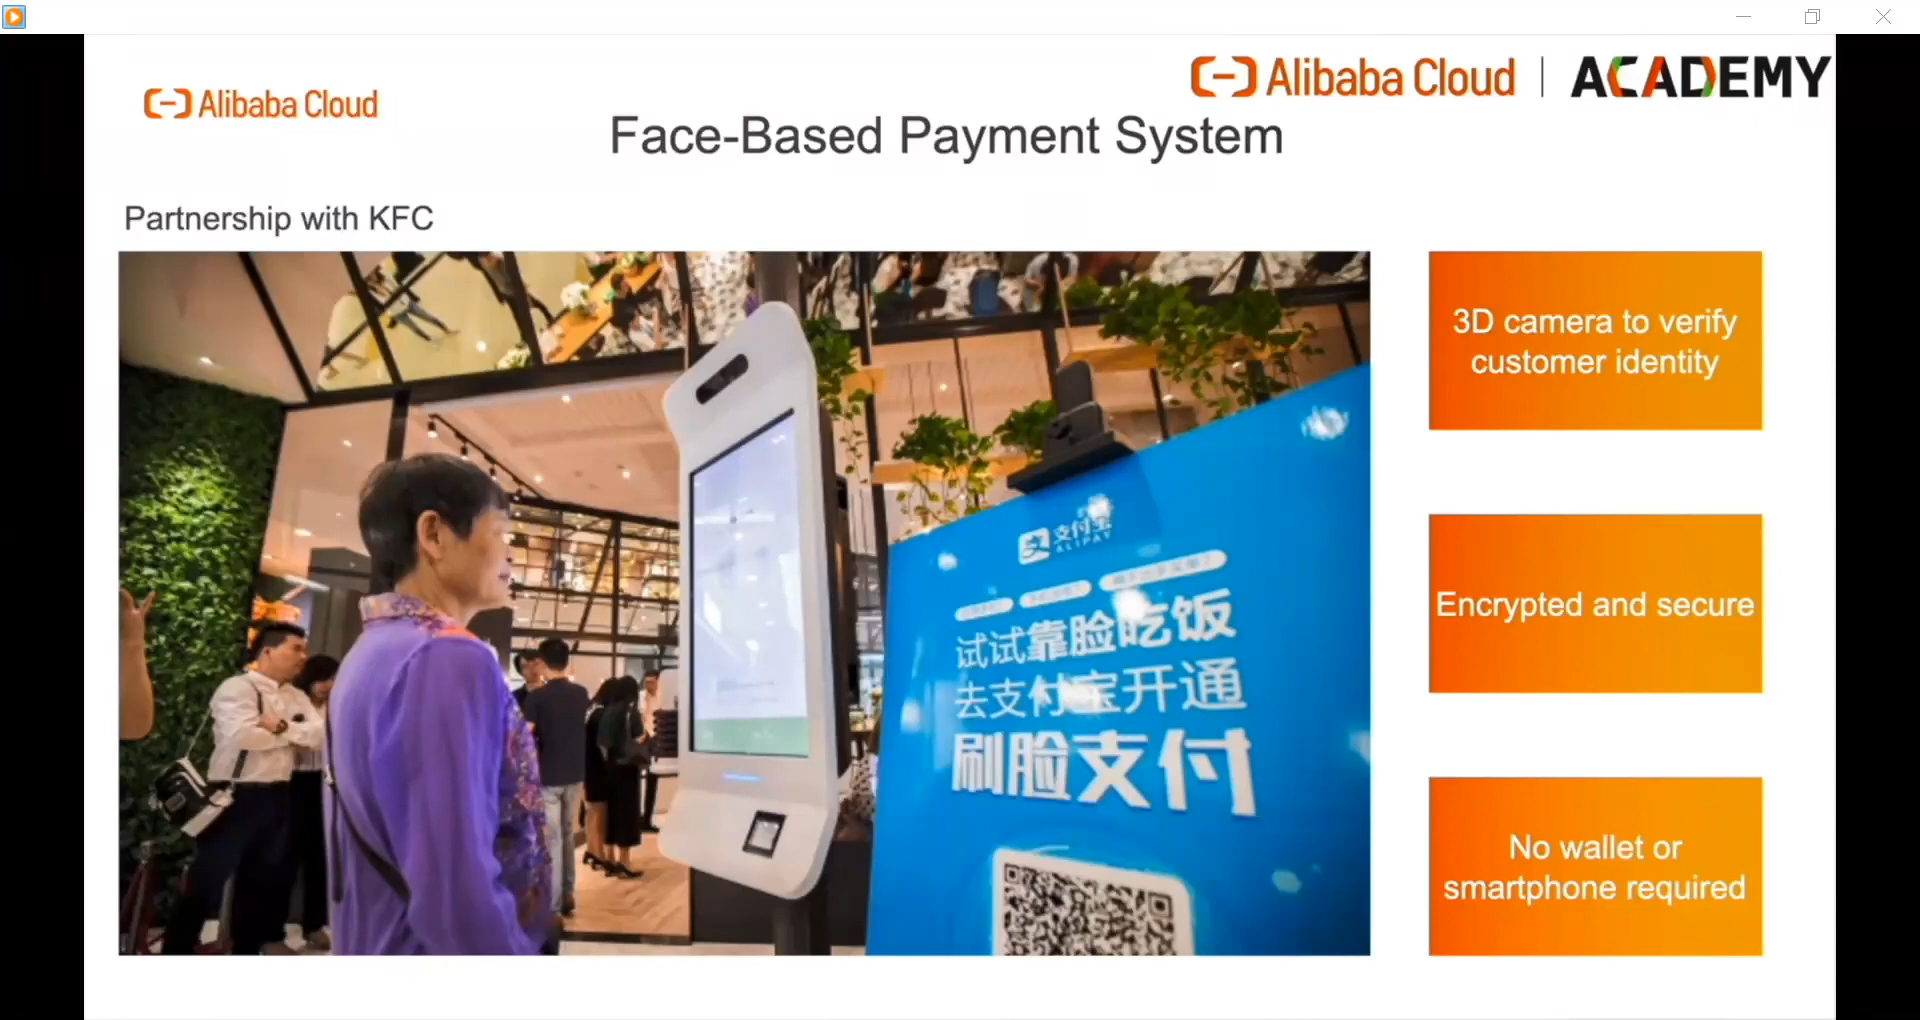 Alibaba Cloud
Alibaba Cloud | ACADEMY
Face-Based Payment System
Partnership with KFC
支付宝
ALIPAY
试试靠脸吃饭
去支付宝开通
刷脸支付
3D camera to verify
customer identity
Encrypted and secure
No wallet or
smartphone required